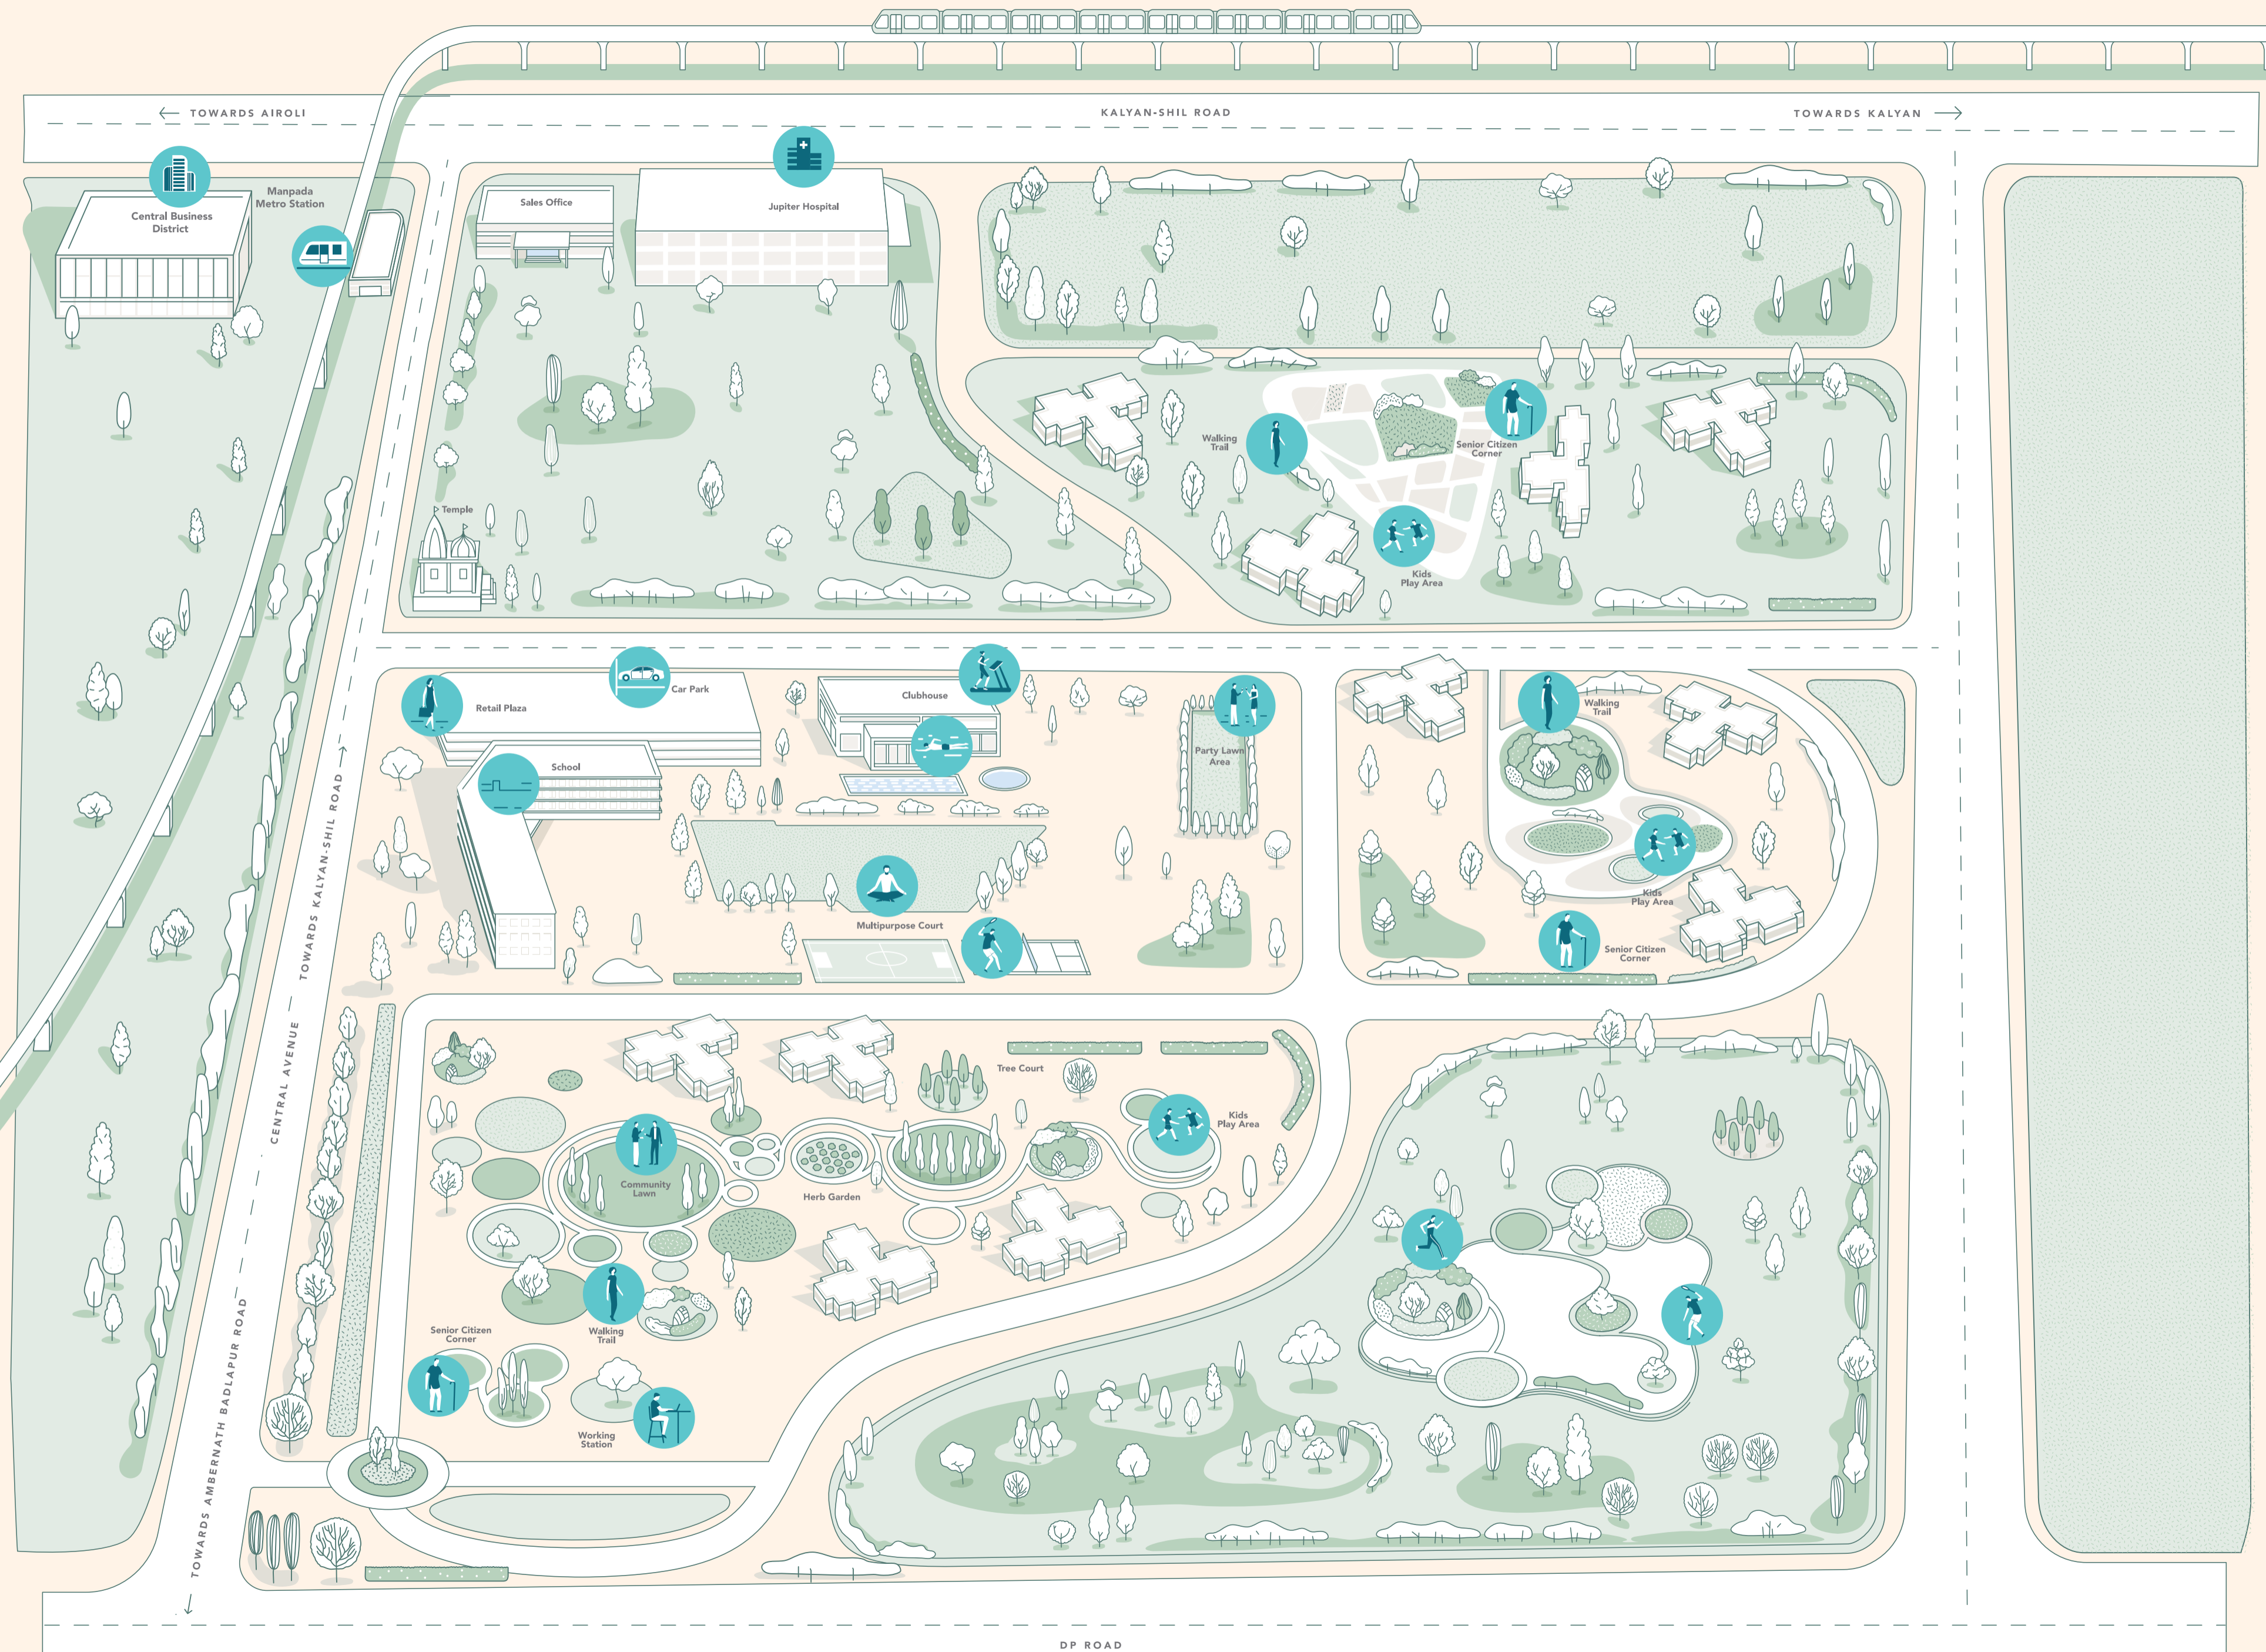 TOWARDS AIROLI
KALYAN-SHIL ROAD
TOWARDS KALYAN
Manpada
Metro Station
Central Business
District
Sales Office
Jupiter Hospital
Walking
Trail
Senior Citizen
Corner
Temple
Kids
Play Area
Car Park
Retail Plaza
Clubhouse
Walking
Trail
Party Lawn
Area
School
TOWARDS KALYAN-SHIL ROAD
Kids
Play Area
Multipurpose Court
Senior Citizen
Corner
CENTRAL AVENUE
Tree Court
Kids
Play Area
Community
Lawn
Herb Garden
Senior Citizen
Corner
Walking
Trail
Working
Station
TOWARDS AMBERNATH BADLAPUR ROAD
DP ROAD